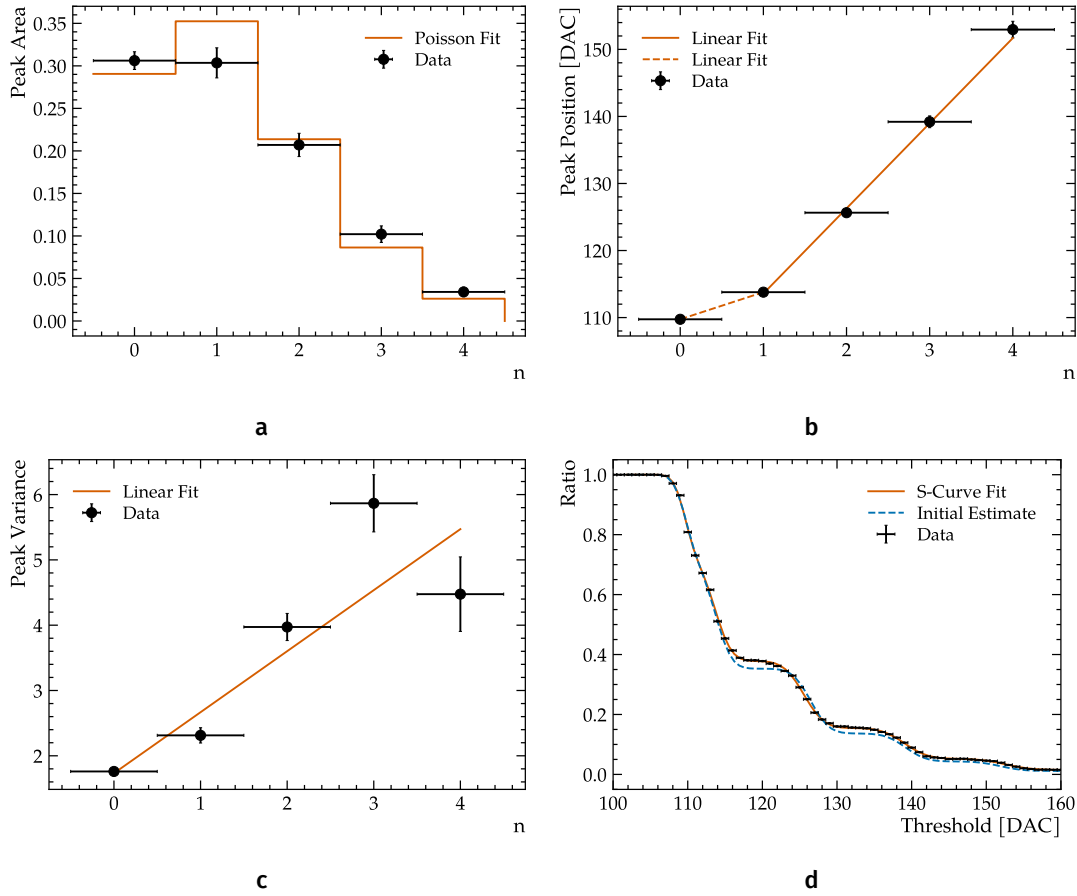 Peak Area
0.35
0.30
0.25
0.20
0.15
0.10
0.05
0.00
Poisson Fit
Data
0 1 2 3 4
n
a
Peak Position [DAC]
150
140
130
120
110
Linear Fit
Linear Fit
Data
0 1 2 3 4
n
b
Peak Variance
6
5
4
3
2
Linear Fit
Data
0 1 2 3 4
n
c
Ratio
1.0
0.8
0.6
0.4
0.2
0.0
S-Curve Fit
Initial Estimate
Data
100 110 120 130 140 150 160
Threshold [DAC]
d